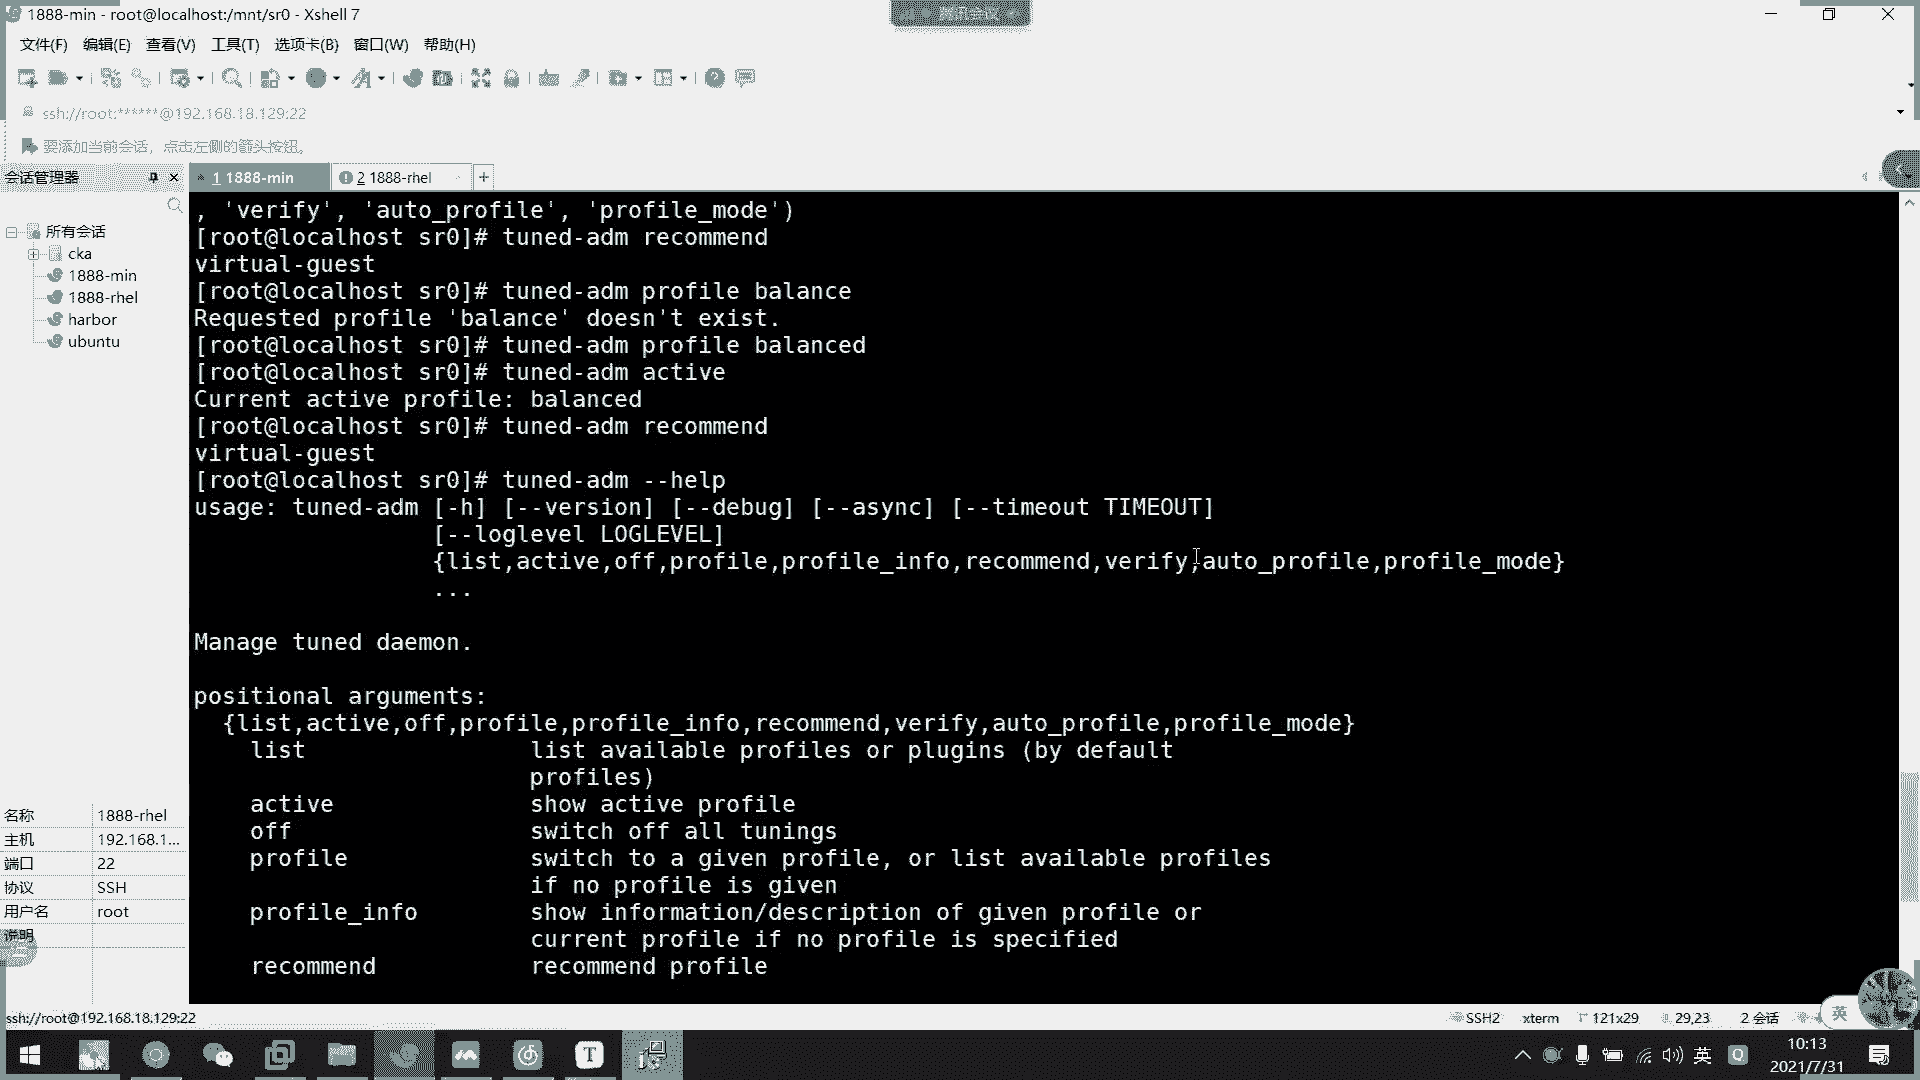 1888-min - root@localhost:/mnt/sr0 - Xshell 7
腾讯会议
文件(F) 编辑(E) 查看(V) 工具(T) 选项卡(B) 窗口(W) 帮助(H)
ssh://root:******@192.168.18.129:22
要添加当前会话，点击左侧的箭头按钮。
会话管理器
1 1888-min
2 1888-rhel
所有会话
cka
1888-min
1888-rhel
harbor
ubuntu
名称 1888-rhel
主机 192.168.1...
端口 22
协议 SSH
用户名 root
说明
, 'verify', 'auto_profile', 'profile_mode')
[root@localhost sr0]# tuned-adm recommend
virtual-guest
[root@localhost sr0]# tuned-adm profile balance
Requested profile 'balance' doesn't exist.
[root@localhost sr0]# tuned-adm profile balanced
[root@localhost sr0]# tuned-adm active
Current active profile: balanced
[root@localhost sr0]# tuned-adm recommend
virtual-guest
[root@localhost sr0]# tuned-adm --help
usage: tuned-adm [-h] [--version] [--debug] [--async] [--timeout TIMEOUT]
[--loglevel LOGLEVEL]
{list,active,off,profile,profile_info,recommend,verify,auto_profile,profile_mode}
...
Manage tuned daemon.
positional arguments:
{list,active,off,profile,profile_info,recommend,verify,auto_profile,profile_mode}
list list available profiles or plugins (by default
profiles)
active show active profile
off switch off all tunings
profile switch to a given profile, or list available profiles
if no profile is given
profile_info show information/description of given profile or
current profile if no profile is specified
recommend recommend profile
ssh://root@192.168.18.129:22
SSH2 xterm 121x29 29,23 2 会话
英
英
10:13
2021/7/31